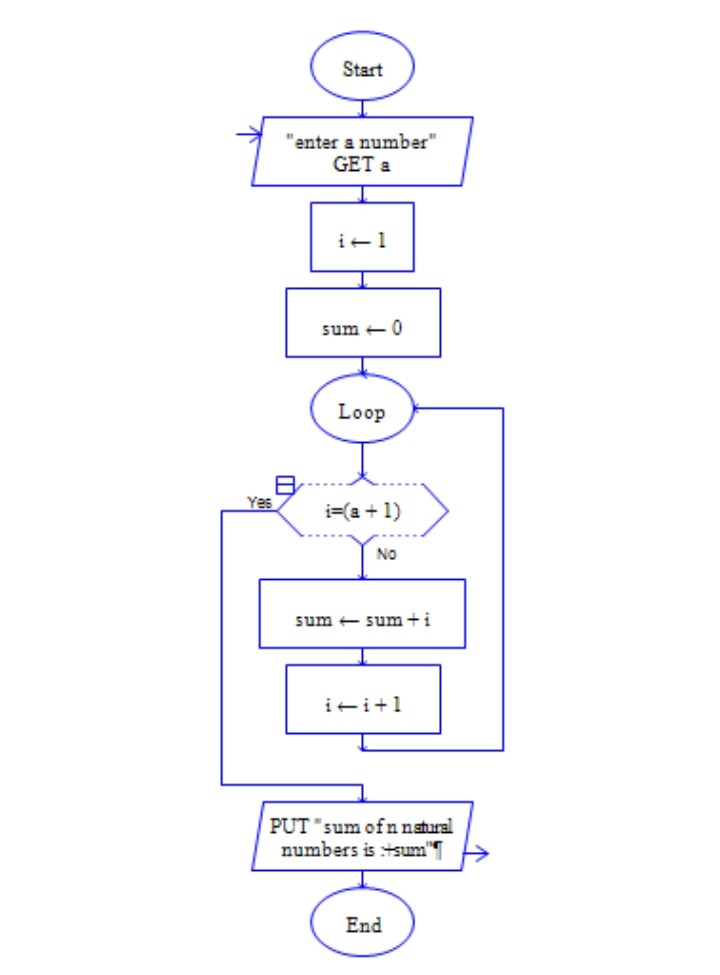 Start
"enter a number"
GET a
i ← 1
sum ← 0
Loop
Yes
i=(a + 1)
No
sum ← sum + i
i ← i + 1
PUT "sum of n natural
numbers is :+sum"¶
End